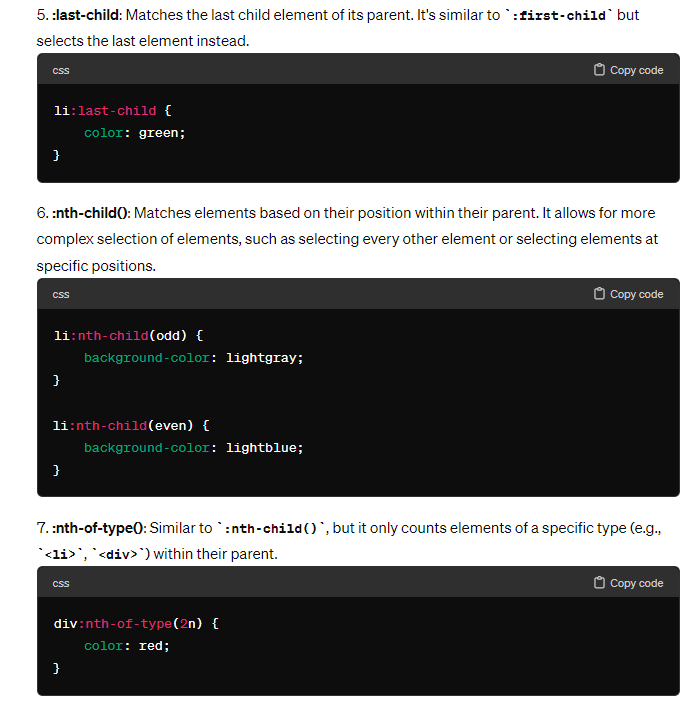 5. :last-child: Matches the last child element of its parent. It's similar to `:first-child` but
selects the last element instead.
css Copy code
li:last-child {
    color: green;
}
6. :nth-child(): Matches elements based on their position within their parent. It allows for more
complex selection of elements, such as selecting every other element or selecting elements at
specific positions.
css Copy code
li:nth-child(odd) {
    background-color: lightgray;
}
li:nth-child(even) {
    background-color: lightblue;
}
7. :nth-of-type(): Similar to `:nth-child()`, but it only counts elements of a specific type (e.g.,
`<li>`, `<div>`) within their parent.
css Copy code
div:nth-of-type(2n) {
    color: red;
}